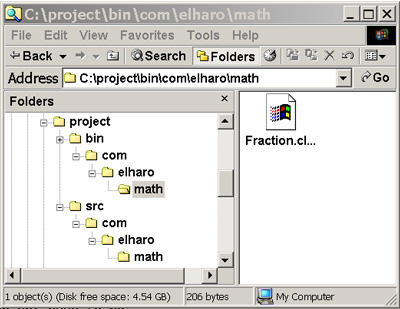 C:\project\bin\com\elharo\math
File Edit View Favorites Tools Help
Back Search Folders
Address C:\project\bin\com\elharo\math Go
Folders
project
bin
com
elharo
math
src
com
elharo
math
Fraction.cl...
1 object(s) (Disk free space: 4.54 GB) 206 bytes My Computer